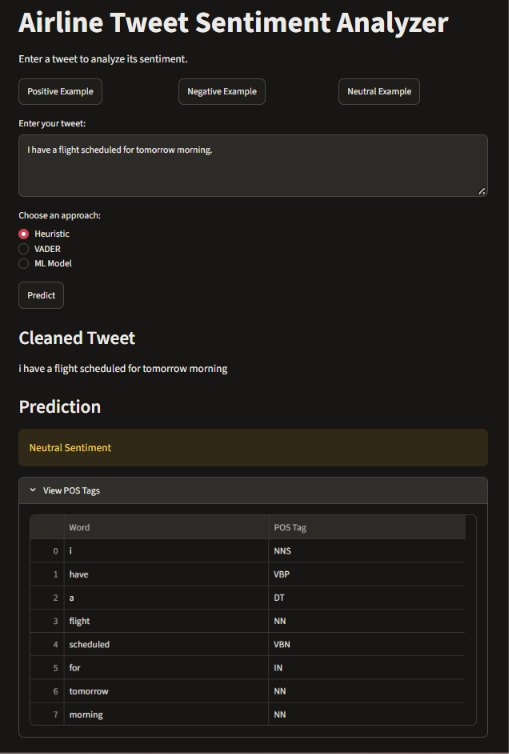 Airline Tweet Sentiment Analyzer
Enter a tweet to analyze its sentiment.
Positive Example Negative Example Neutral Example
Enter your tweet:
I have a flight scheduled for tomorrow morning.
Choose an approach:
Heuristic
VADER
ML Model
Predict
Cleaned Tweet
i have a flight scheduled for tomorrow morning
Prediction
Neutral Sentiment
View POS Tags
Word POS Tag
0 i NNS
1 have VBP
2 a DT
3 flight NN
4 scheduled VBN
5 for IN
6 tomorrow NN
7 morning NN